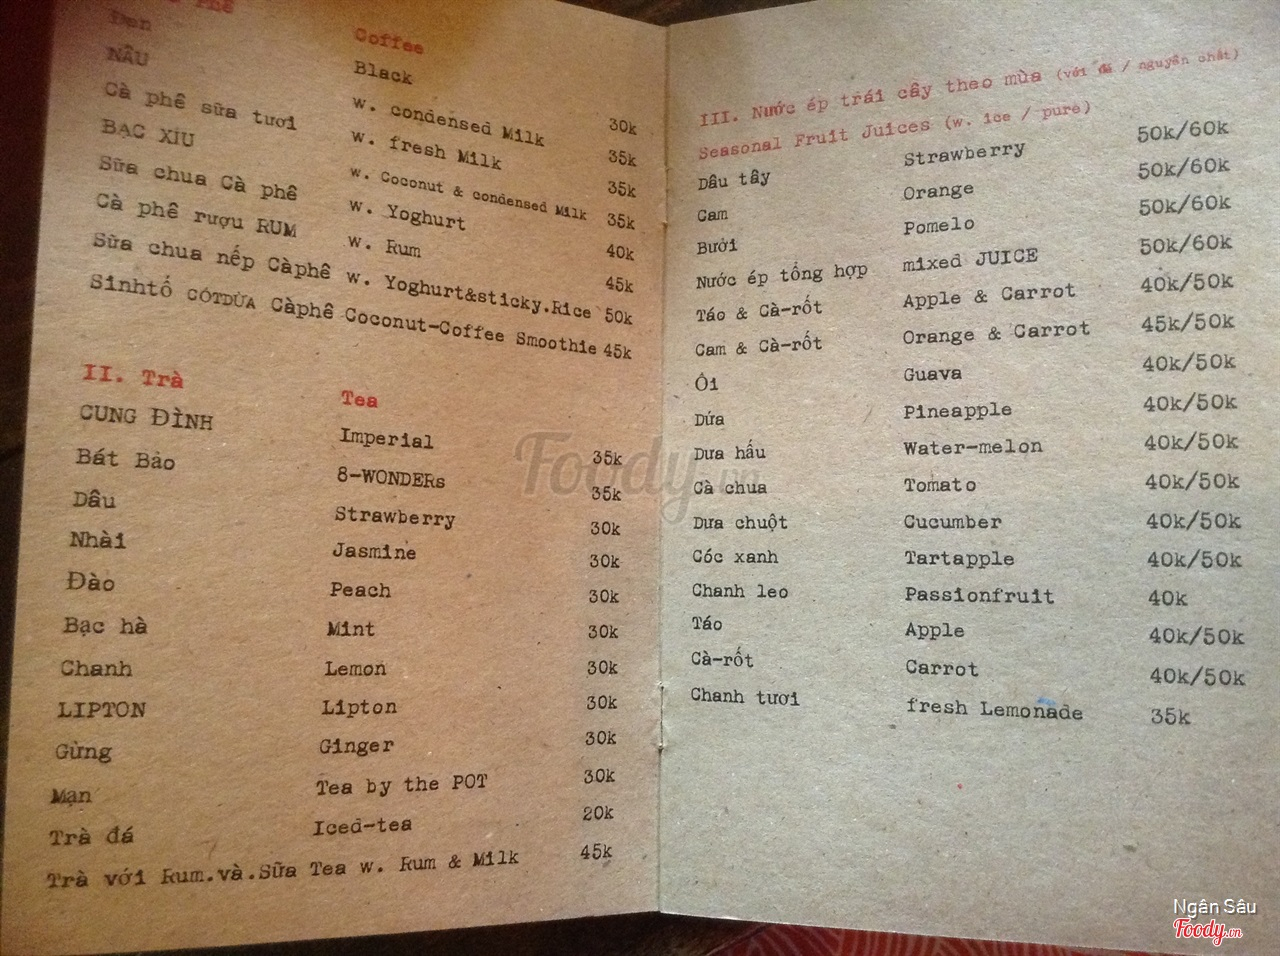 Phê Coffee
Đen Black 30k
NÂU w. condensed Milk 35k
Cà phê sữa tươi w. fresh Milk 35k
BẠC XỈU w. Coconut & condensed Milk 35k
Sữa chua Cà phê w. Yoghurt 40k
Cà phê rượu RUM w. Rum 45k
Sữa chua nếp Càphê w. Yoghurt&sticky.Rice 50k
Sinhtố CÓTDỪA Càphê Coconut-Coffee Smoothie 45k
II. Trà Tea
CUNG ĐÌNH Imperial 35k
Bát Bảo 8-WONDERs 35k
Dâu Strawberry 30k
Nhài Jasmine 30k
Đào Peach 30k
Bạc hà Mint 30k
Chanh Lemon 30k
LIPTON Lipton 30k
Gừng Ginger 30k
Mạn Tea by the POT 30k
Trà đá Iced-tea 20k
Trà với Rum.và.Sữa Tea w. Rum & Milk 45k
III. Nước ép trái cây theo mùa (với đá / nguyên chất)
Seasonal Fruit Juices (w. ice / pure)
Dâu tây Strawberry 50k/60k
Cam Orange 50k/60k
Bưởi Pomelo 50k/60k
Nước ép tổng hợp mixed JUICE 50k/60k
Táo & Cà-rốt Apple & Carrot 40k/50k
Cam & Cà-rốt Orange & Carrot 45k/50k
Ổi Guava 40k/50k
Dứa Pineapple 40k/50k
Dưa hấu Water-melon 40k/50k
Cà chua Tomato 40k/50k
Dưa chuột Cucumber 40k/50k
Cóc xanh Tartapple 40k/50k
Chanh leo Passionfruit 40k
Táo Apple 40k/50k
Cà-rốt Carrot 40k/50k
Chanh tươi fresh Lemonade 35k
Foody.vn
Ngân Sâu
Foody.vn